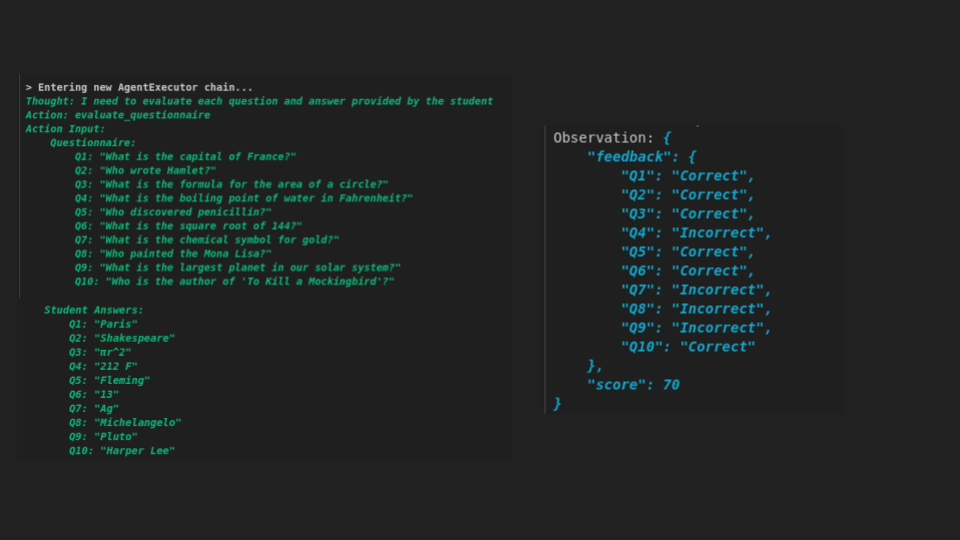 > Entering new AgentExecutor chain...
Thought: I need to evaluate each question and answer provided by the student
Action: evaluate_questionnaire
Action Input:
Questionnaire:
Q1: "What is the capital of France?"
Q2: "Who wrote Hamlet?"
Q3: "What is the formula for the area of a circle?"
Q4: "What is the boiling point of water in Fahrenheit?"
Q5: "Who discovered penicillin?"
Q6: "What is the square root of 144?"
Q7: "What is the chemical symbol for gold?"
Q8: "Who painted the Mona Lisa?"
Q9: "What is the largest planet in our solar system?"
Q10: "Who is the author of 'To Kill a Mockingbird'?"
Student Answers:
Q1: "Paris"
Q2: "Shakespeare"
Q3: "πr^2"
Q4: "212 F"
Q5: "Fleming"
Q6: "13"
Q7: "Ag"
Q8: "Michelangelo"
Q9: "Pluto"
Q10: "Harper Lee"
Observation: {
"feedback": {
"Q1": "Correct",
"Q2": "Correct",
"Q3": "Correct",
"Q4": "Incorrect",
"Q5": "Correct",
"Q6": "Correct",
"Q7": "Incorrect",
"Q8": "Incorrect",
"Q9": "Incorrect",
"Q10": "Correct"
},
"score": 70
}